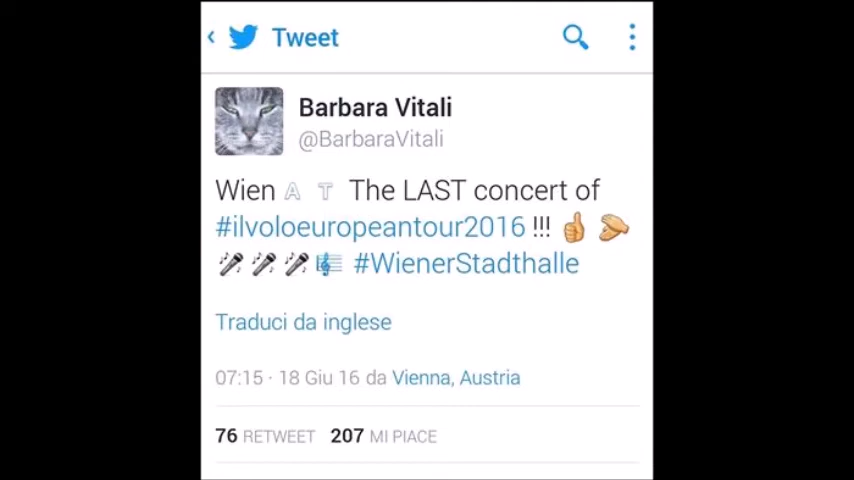 Tweet
Barbara Vitali
@BarbaraVitali
Wien A T The LAST concert of
#ilvoloeuropeantour2016 !!!
#WienerStadthalle
Traduci da inglese
07:15 · 18 Giu 16 da Vienna, Austria
76 RETWEET 207 MI PIACE